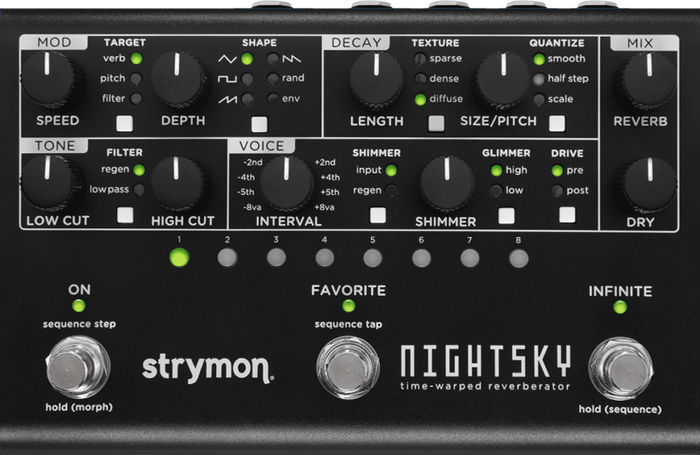 MOD
TARGET
verb
pitch
filter
SPEED
SHAPE
rand
env
DEPTH
DECAY
TEXTURE
sparse
dense
diffuse
LENGTH
QUANTIZE
smooth
half step
scale
SIZE/PITCH
MIX
REVERB
TONE
FILTER
regen
low pass
LOW CUT
HIGH CUT
VOICE
-2nd
-4th
-5th
-8va
+2nd
+4th
+5th
+8va
INTERVAL
SHIMMER
input
regen
SHIMMER
GLIMMER
high
low
DRIVE
pre
post
DRY
1 2 3 4 5 6 7 8
ON
sequence step
hold (morph)
FAVORITE
sequence tap
INFINITE
hold (sequence)
strymon®
NIGHTSKY
time-warped reverberator